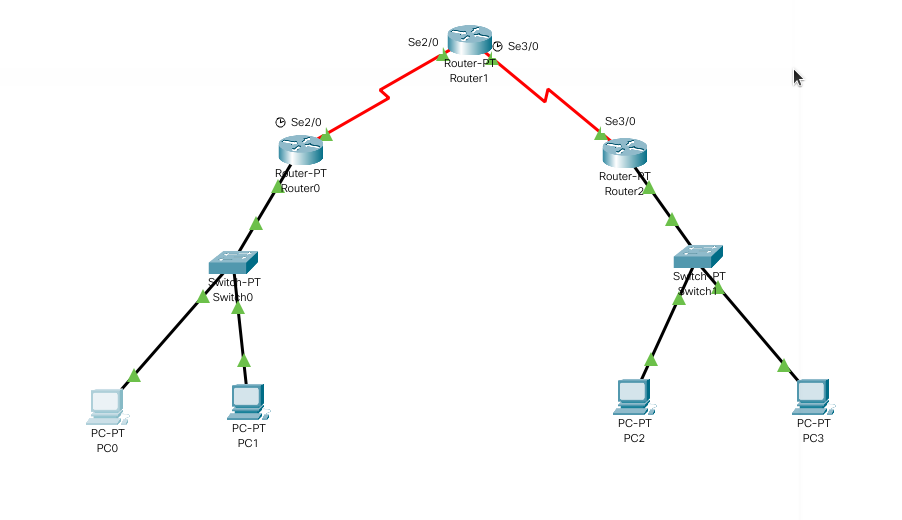 Se2/0
Se3/0
Router-PT
Router1
Se2/0
Se3/0
Router-PT
Router0
Router-PT
Router2
Switch-PT
Switch0
Switch-PT
Switch1
PC-PT
PC0
PC-PT
PC1
PC-PT
PC2
PC-PT
PC3